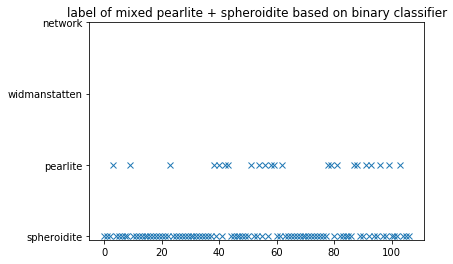 label of mixed pearlite + spheroidite based on binary classifier
network
widmanstatten
pearlite
spheroidite
0 20 40 60 80 100